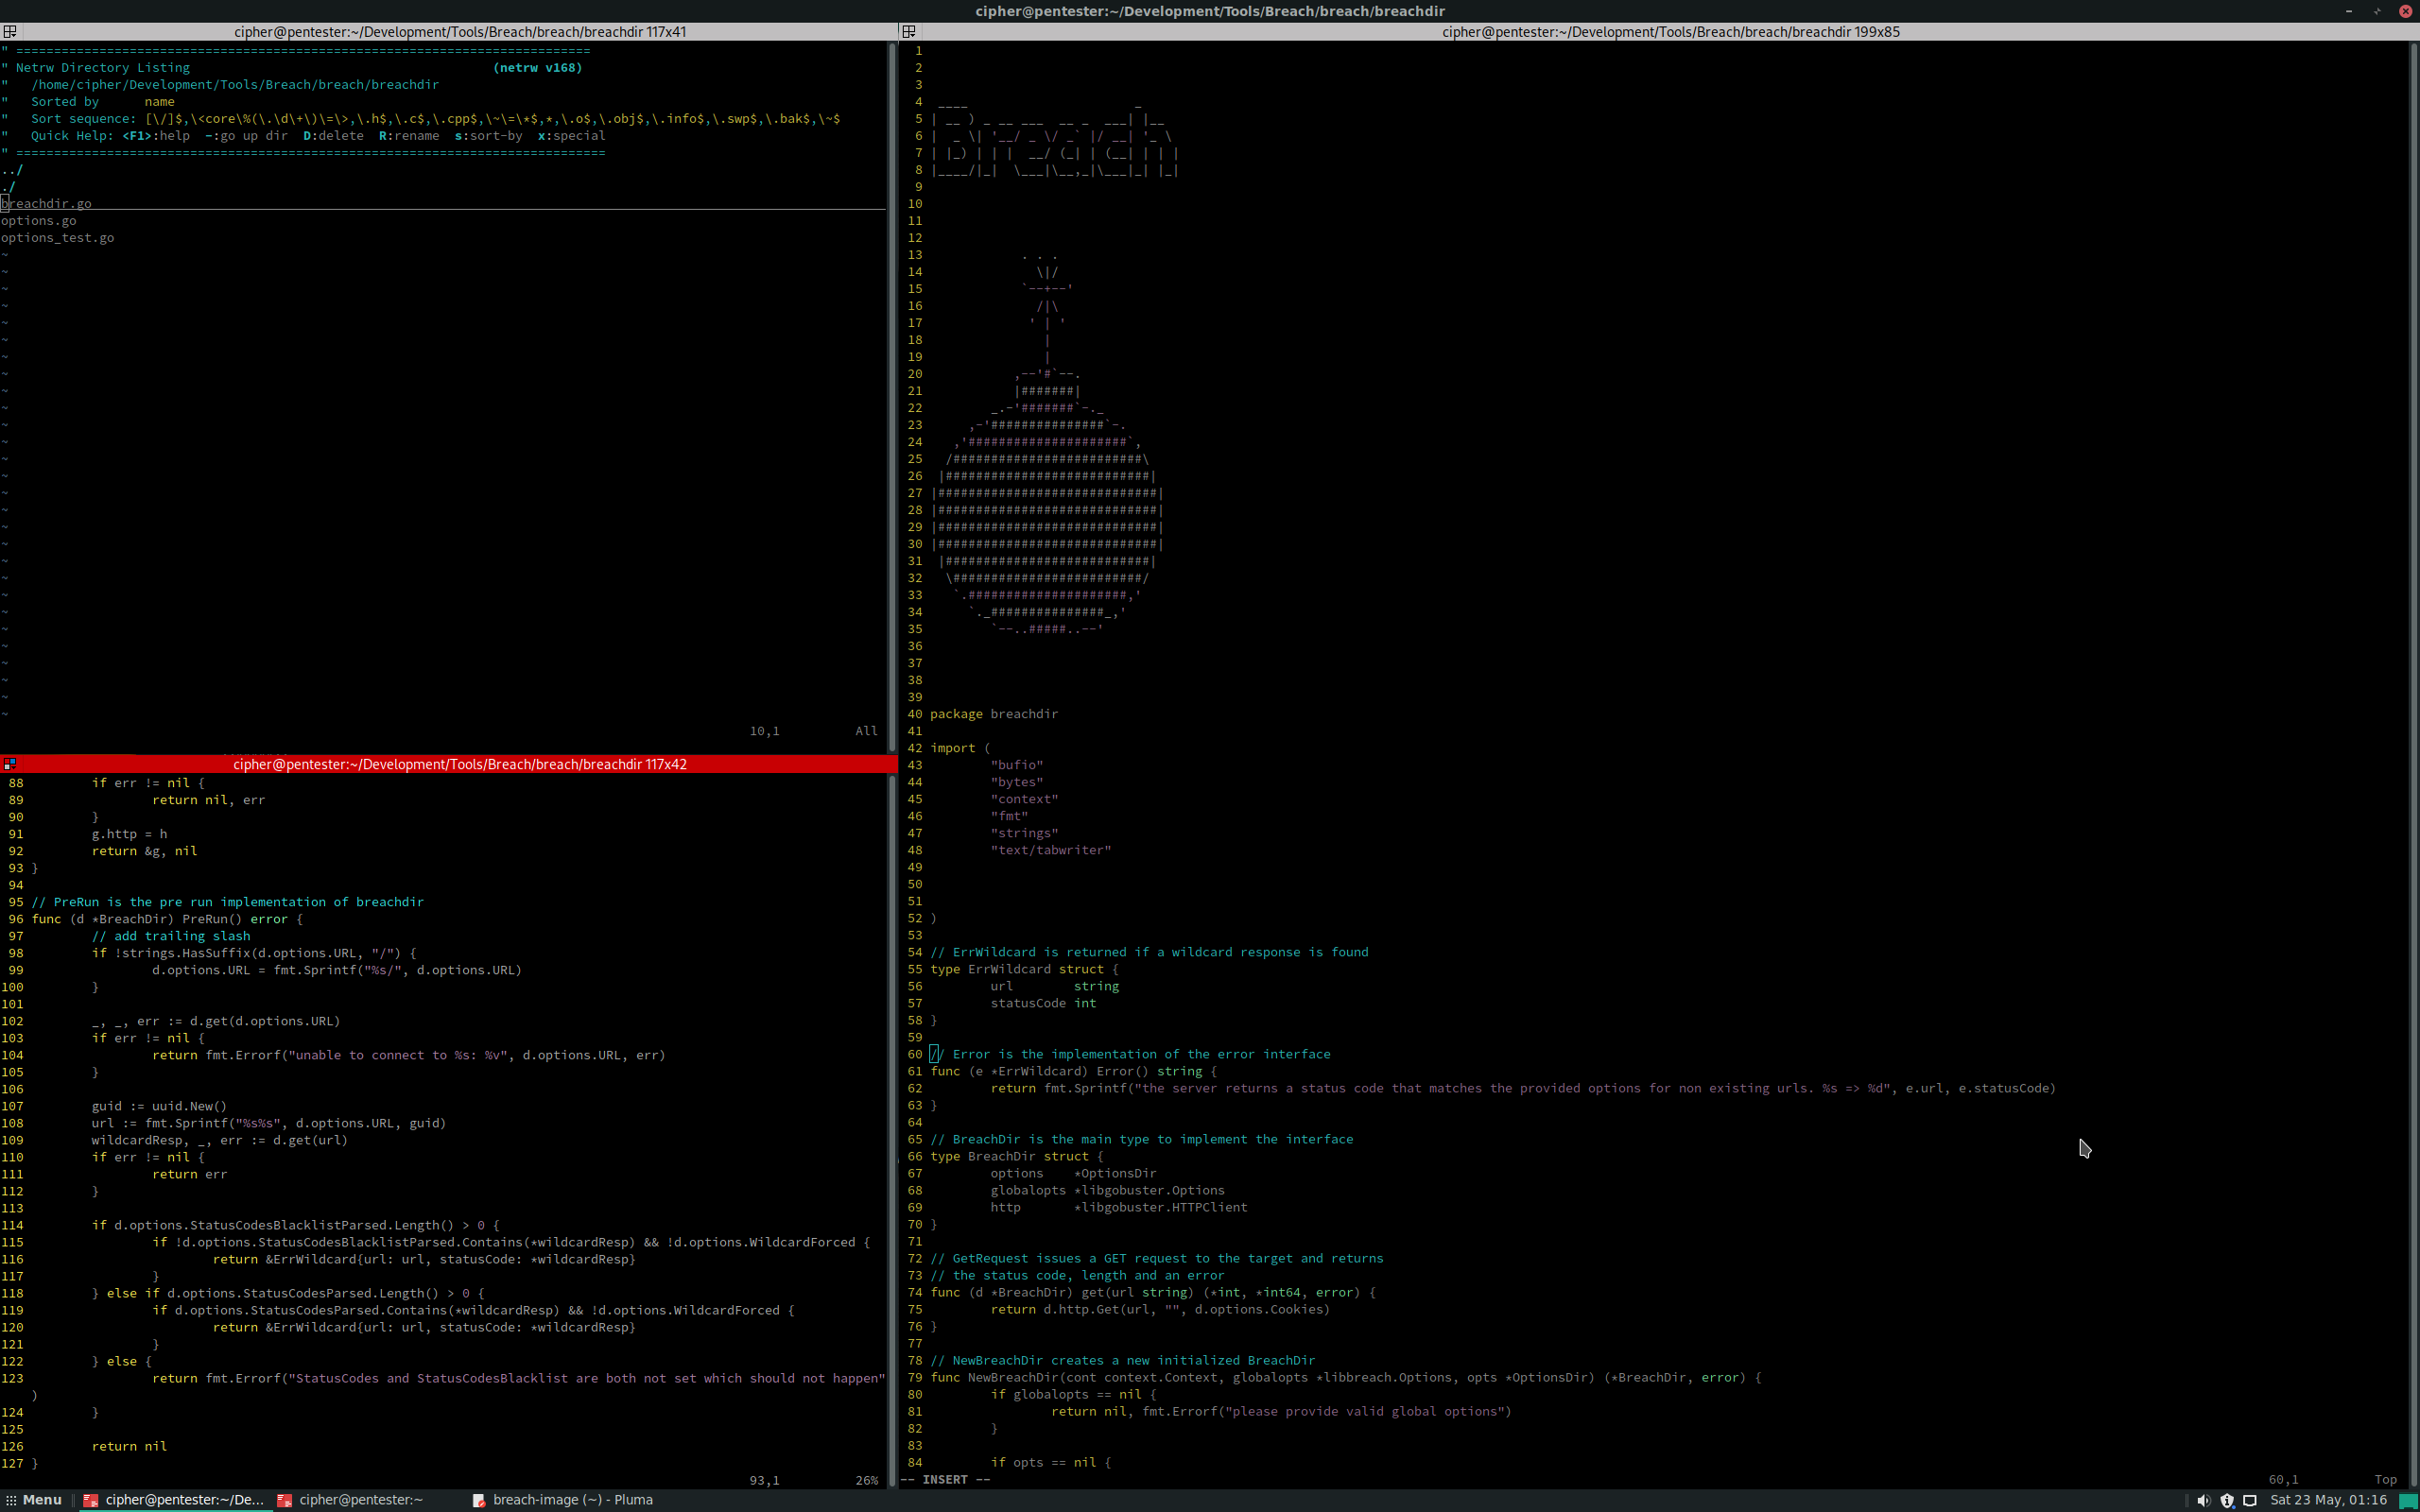 cipher@pentester:~/Development/Tools/Breach/breach/breachdir
cipher@pentester:~/Development/Tools/Breach/breach/breachdir 117x41
" ============================================================================
" Netrw Directory Listing                                        (netrw v168)
"   /home/cipher/Development/Tools/Breach/breach/breachdir
"   Sorted by      name
"   Sort sequence: [\/]$,\<core\%(\.\d\+\)\=\>,\.h$,\.c$,\.cpp$,\~\=\*$,*,\.o$,\.obj$,\.info$,\.swp$,\.bak$,\~$
"   Quick Help: <F1>:help  -:go up dir  D:delete  R:rename  s:sort-by  x:special
" ==============================================================================
../
./
breachdir.go
options.go
options_test.go
10,1          All
cipher@pentester:~/Development/Tools/Breach/breach/breachdir 117x42
88         if err != nil {
89                 return nil, err
90         }
91         g.http = h
92         return &g, nil
93 }
94
95 // PreRun is the pre run implementation of breachdir
96 func (d *BreachDir) PreRun() error {
97         // add trailing slash
98         if !strings.HasSuffix(d.options.URL, "/") {
99                 d.options.URL = fmt.Sprintf("%s/", d.options.URL)
100         }
101
102         _, _, err := d.get(d.options.URL)
103         if err != nil {
104                 return fmt.Errorf("unable to connect to %s: %v", d.options.URL, err)
105         }
106
107         guid := uuid.New()
108         url := fmt.Sprintf("%s%s", d.options.URL, guid)
109         wildcardResp, _, err := d.get(url)
110         if err != nil {
111                 return err
112         }
113
114         if d.options.StatusCodesBlacklistParsed.Length() > 0 {
115                 if !d.options.StatusCodesBlacklistParsed.Contains(*wildcardResp) && !d.options.WildcardForced {
116                         return &ErrWildcard{url: url, statusCode: *wildcardResp}
117                 }
118         } else if d.options.StatusCodesParsed.Length() > 0 {
119                 if d.options.StatusCodesParsed.Contains(*wildcardResp) && !d.options.WildcardForced {
120                         return &ErrWildcard{url: url, statusCode: *wildcardResp}
121                 }
122         } else {
123                 return fmt.Errorf("StatusCodes and StatusCodesBlacklist are both not set which should not happen"
)
124         }
125
126         return nil
127 }
93,1          26%
cipher@pentester:~/Development/Tools/Breach/breach/breachdir 199x85
1
2
3
4  ____                          _
5 | __ ) _ __ ___  __ _  ___| |__
6 |  _ \| '__/ _ \/ _` |/ __| '_ \
7 | |_) | | |  __/ (_| | (__| | | |
8 |____/|_|  \___|\__,_|\___|_| |_|
9
10
11
12
13             . . .
14               \|/
15             `--+--'
16               /|\
17              ' | '
18                |
19                |
20            ,--'#`--.
21            |#######|
22         _.-'#######`-._
23      ,-'###############`-.
24    ,'#####################`,
25   /#########################\
26  |###########################|
27 |#############################|
28 |#############################|
29 |#############################|
30 |#############################|
31  |###########################|
32   \#########################/
33    `.#####################,'
34      `._###############_,'
35         `--..#####..--'
36
37
38
39
40 package breachdir
41
42 import (
43         "bufio"
44         "bytes"
45         "context"
46         "fmt"
47         "strings"
48         "text/tabwriter"
49
50
51
52 )
53
54 // ErrWildcard is returned if a wildcard response is found
55 type ErrWildcard struct {
56         url        string
57         statusCode int
58 }
59
60 // Error is the implementation of the error interface
61 func (e *ErrWildcard) Error() string {
62         return fmt.Sprintf("the server returns a status code that matches the provided options for non existing urls. %s => %d", e.url, e.statusCode)
63 }
64
65 // BreachDir is the main type to implement the interface
66 type BreachDir struct {
67         options    *OptionsDir
68         globalopts *libgobuster.Options
69         http       *libgobuster.HTTPClient
70 }
71
72 // GetRequest issues a GET request to the target and returns
73 // the status code, length and an error
74 func (d *BreachDir) get(url string) (*int, *int64, error) {
75         return d.http.Get(url, "", d.options.Cookies)
76 }
77
78 // NewBreachDir creates a new initialized BreachDir
79 func NewBreachDir(cont context.Context, globalopts *libbreach.Options, opts *OptionsDir) (*BreachDir, error) {
80         if globalopts == nil {
81                 return nil, fmt.Errorf("please provide valid global options")
82         }
83
84         if opts == nil {
-- INSERT --                    60,1          Top
Menu    cipher@pentester:~/De...    cipher@pentester:~    breach-image (~) - Pluma    Sat 23 May, 01:16